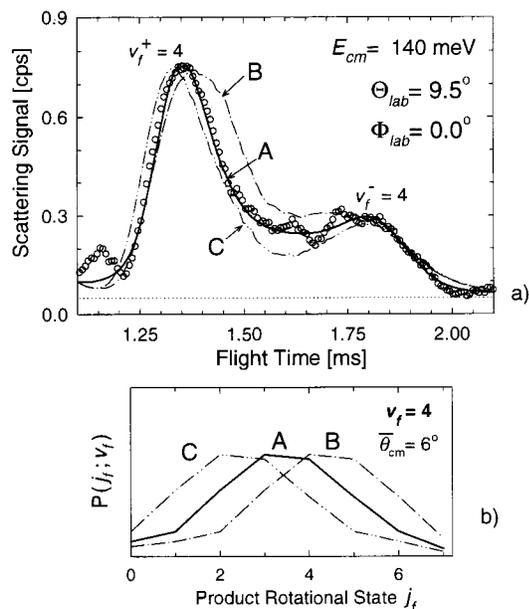 0.9
0.6
0.3
0.0
Scattering Signal [cps]
v_f^+ = 4
E_cm = 140 meV
Θ_lab = 9.5°
Φ_lab = 0.0°
B
A
C
v_f^- = 4
1.25
1.50
1.75
2.00
Flight Time [ms]
a)
P(j_f; v_f)
C
A
B
v_f = 4
θ̅_cm = 6°
0
2
4
6
Product Rotational State j_f
b)